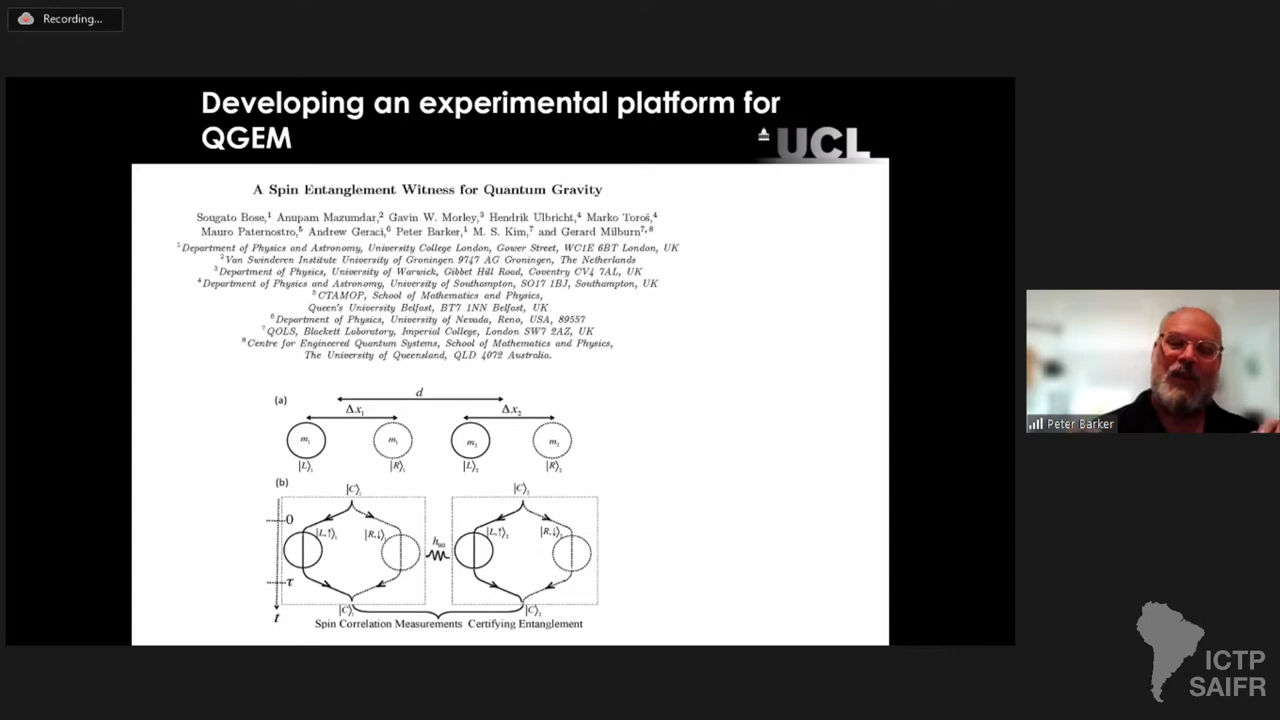 Recording...
Developing an experimental platform for
QGEM
UCL
A Spin Entanglement Witness for Quantum Gravity
Sougato Bose,¹ Anupam Mazumdar,² Gavin W. Morley,³ Hendrik Ulbricht,⁴ Marko Toroš,⁴
Mauro Paternostro,⁵ Andrew Geraci,⁶ Peter Barker,¹ M. S. Kim,⁷ and Gerard Milburn⁷,⁸
¹Department of Physics and Astronomy, University College London, Gower Street, WC1E 6BT London, UK
²Van Swinderen Institute University of Groningen 9747 AG Groningen, The Netherlands
³Department of Physics, University of Warwick, Gibbet Hill Road, Coventry CV4 7AL, UK
⁴Department of Physics and Astronomy, University of Southampton, SO17 1BJ, Southampton, UK
⁵CTAMOP, School of Mathematics and Physics,
Queen's University Belfast, BT7 1NN Belfast, UK
⁶Department of Physics, University of Nevada, Reno, USA, 89557
⁷QOLS, Blackett Laboratory, Imperial College, London SW7 2AZ, UK
⁸Centre for Engineered Quantum Systems, School of Mathematics and Physics,
The University of Queensland, QLD 4072 Australia.
(a) d
Δx₁ Δx₂
m₁ m₁ m₂ m₂
|L⟩₁ |R⟩₁ |L⟩₂ |R⟩₂
(b) |C⟩₁ |C⟩₂
0
|L,↑⟩₁ |R,↓⟩₁ h₀₀ |L,↑⟩₂ |R,↓⟩₂
τ
t |C⟩₁ |C⟩₂
Spin Correlation Measurements Certifying Entanglement
Peter Barker
ICTP
SAIFR